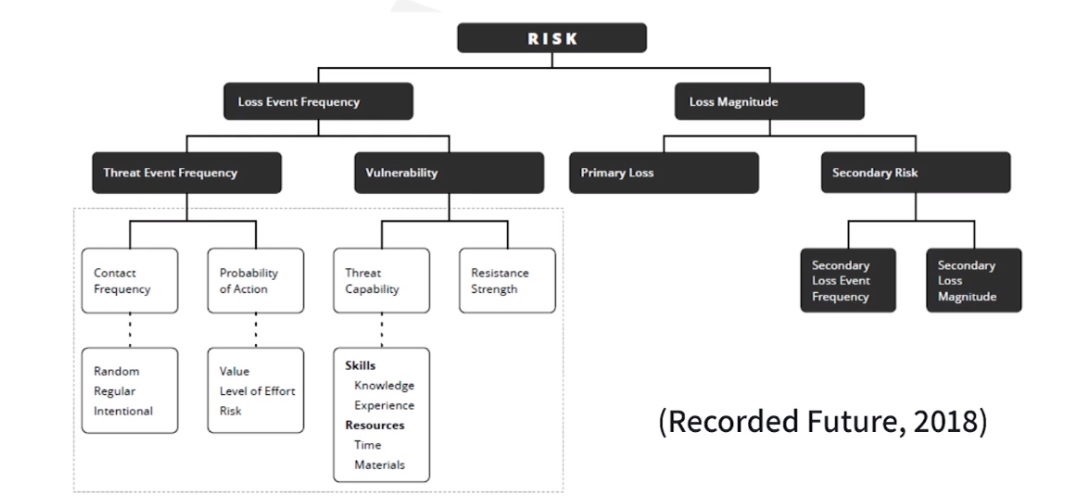 RISK
Loss Event Frequency
Loss Magnitude
Threat Event Frequency
Vulnerability
Primary Loss
Secondary Risk
Contact
Frequency
Probability
of Action
Threat
Capability
Resistance
Strength
Secondary
Loss Event
Frequency
Secondary
Loss
Magnitude
Random
Regular
Intentional
Value
Level of Effort
Risk
Skills
Knowledge
Experience
Resources
Time
Materials
(Recorded Future, 2018)